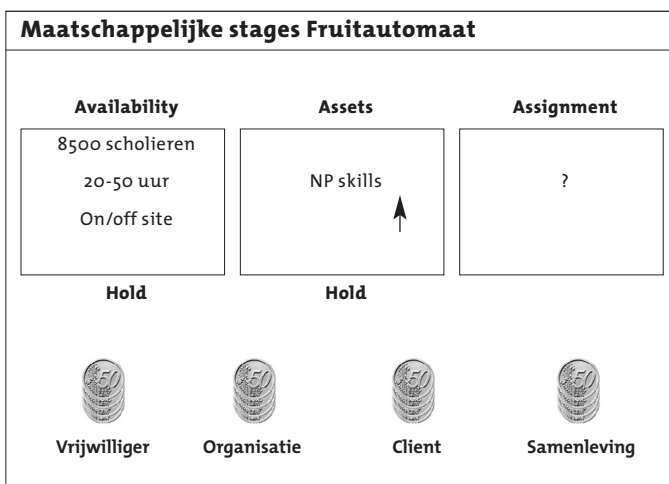 Maatschappelijke stages Fruitautomaat
Availability Assets Assignment
8500 scholieren
20-50 uur NP skills ?
On/off site
Hold Hold
50 50 50 50
Vrijwilliger Organisatie Client Samenleving